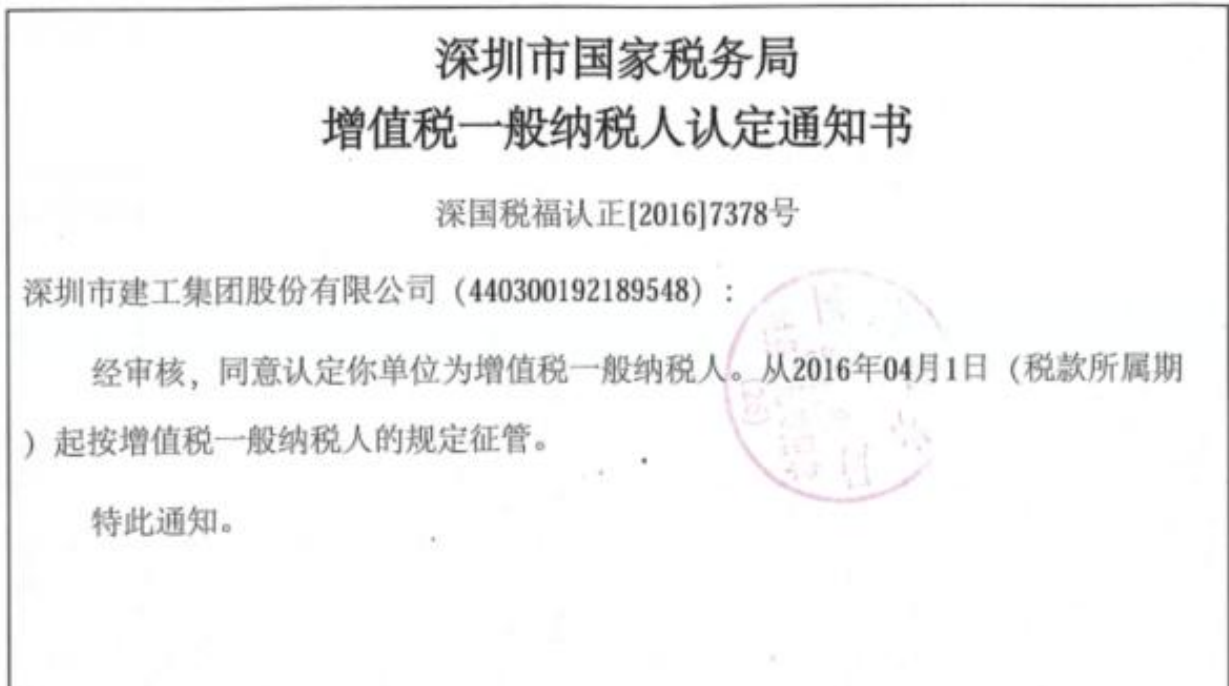 深圳市国家税务局
增值税一般纳税人认定通知书
深国税福认正[2016]7378号
深圳市建工集团股份有限公司（440300192189548）:
经审核，同意认定你单位为增值税一般纳税人。从2016年04月1日（税款所属期
）起按增值税一般纳税人的规定征管。
特此通知。
(26)